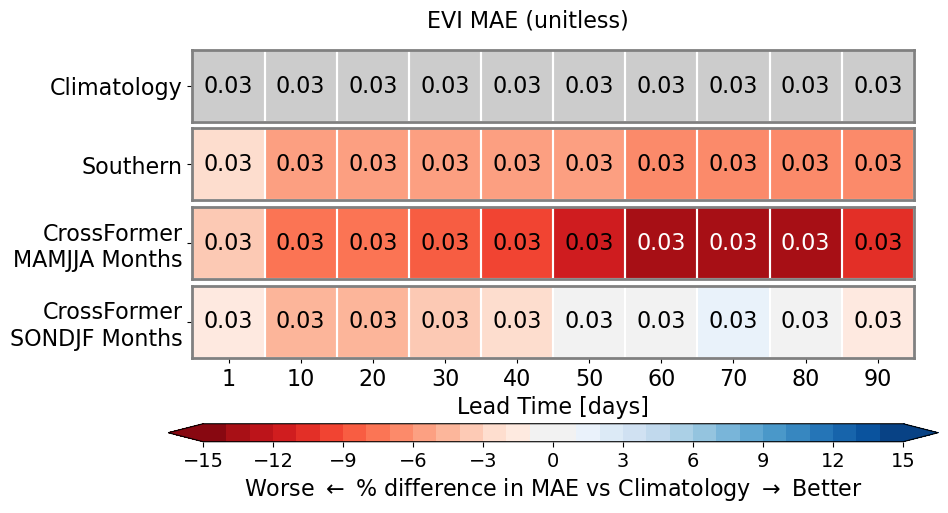 EVI MAE (unitless)
Climatology 0.03 0.03 0.03 0.03 0.03 0.03 0.03 0.03 0.03 0.03
Southern 0.03 0.03 0.03 0.03 0.03 0.03 0.03 0.03 0.03 0.03
CrossFormer
MAMJJA Months 0.03 0.03 0.03 0.03 0.03 0.03 0.03 0.03 0.03 0.03
CrossFormer
SONDJF Months 0.03 0.03 0.03 0.03 0.03 0.03 0.03 0.03 0.03 0.03
1 10 20 30 40 50 60 70 80 90
Lead Time [days]
−15 −12 −9 −6 −3 0 3 6 9 12 15
Worse ← % difference in MAE vs Climatology → Better